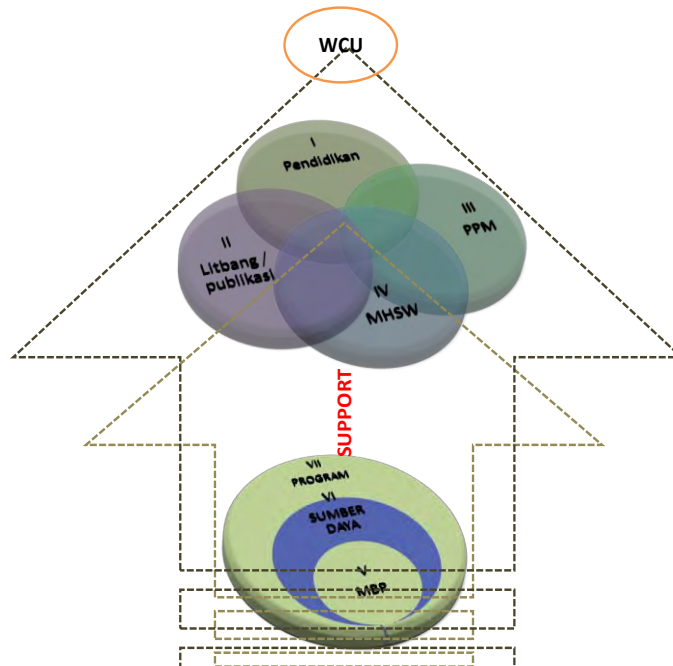 WCU
I
Pendidikan
II
Litbang /
publikasi
III
PPM
IV
MHSW
SUPPORT
VII
PROGRAM
VI
SUMBER
DAYA
V
MBP